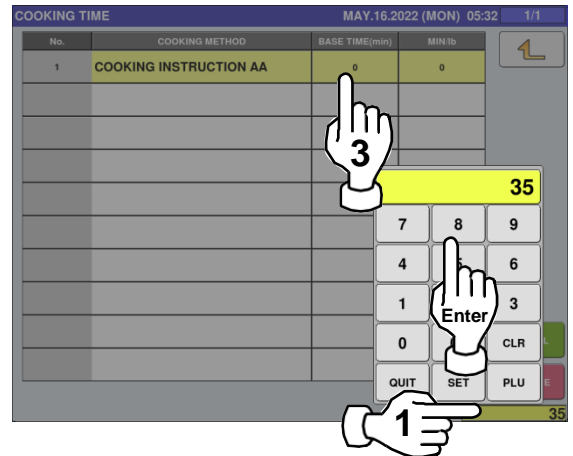 COOKING TIME MAY.16.2022 (MON) 05:32 1/1
No. COOKING METHOD BASE TIME(min) MIN/lb
1 COOKING INSTRUCTION AA 0 0
3
35
7 8 9
4 5 6
1 3
Enter
0 CLR L
QUIT SET PLU E
1
35